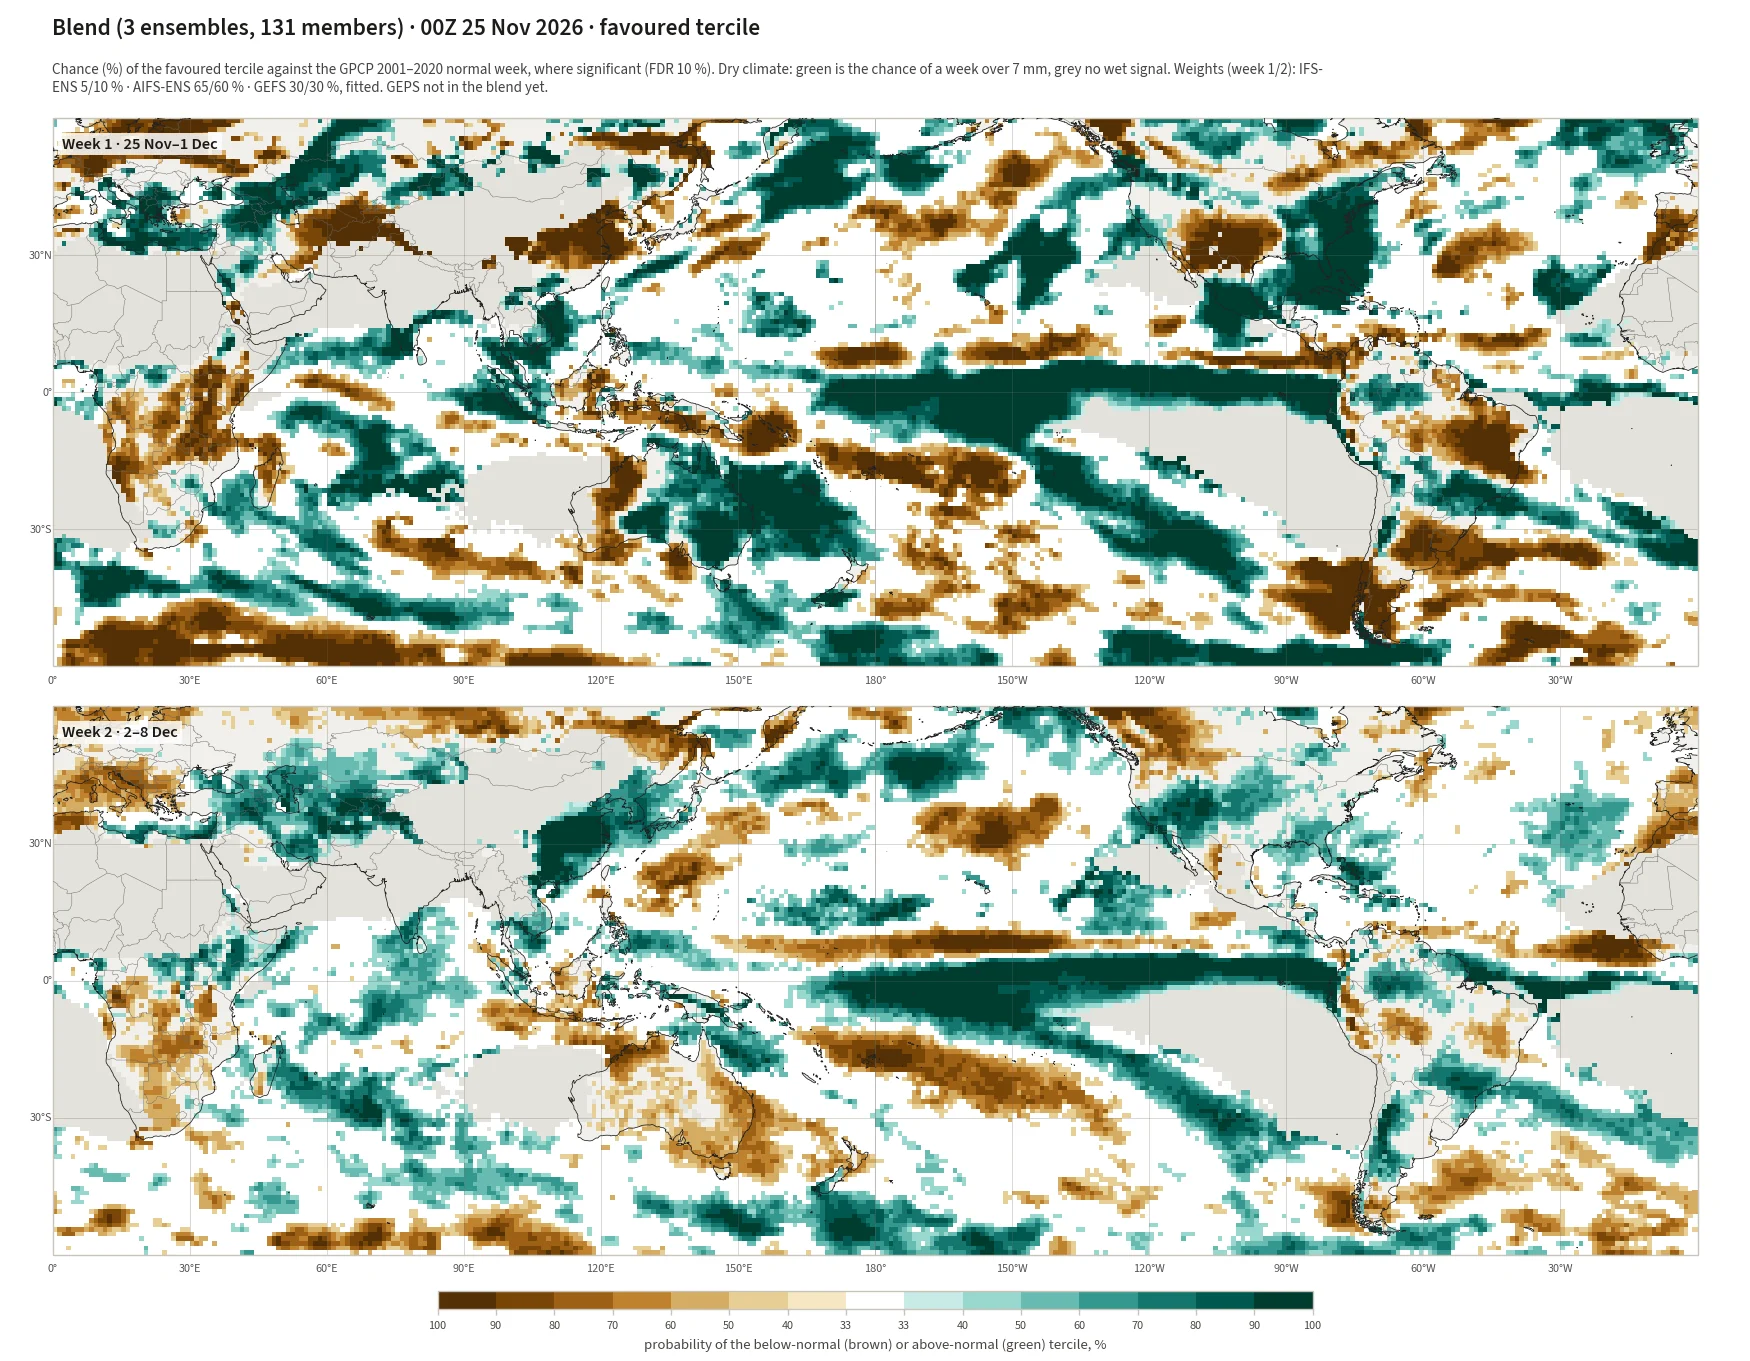 Blend (3 ensembles, 131 members) · 00Z 25 Nov 2026 · favoured tercile
Chance (%) of the favoured tercile against the GPCP 2001–2020 normal week, where significant (FDR 10 %). Dry climate: green is the chance of a week over 7 mm, grey no wet signal. Weights (week 1/2): IFS-
ENS 5/10 % · AIFS-ENS 65/60 % · GEFS 30/30 %, fitted. GEPS not in the blend yet.
Week 1 · 25 Nov–1 Dec
30°N
0°
30°S
0° 30°E 60°E 90°E 120°E 150°E 180° 150°W 120°W 90°W 60°W 30°W
Week 2 · 2–8 Dec
30°N
0°
30°S
0° 30°E 60°E 90°E 120°E 150°E 180° 150°W 120°W 90°W 60°W 30°W
100 90 80 70 60 50 40 33 33 40 50 60 70 80 90 100
probability of the below-normal (brown) or above-normal (green) tercile, %